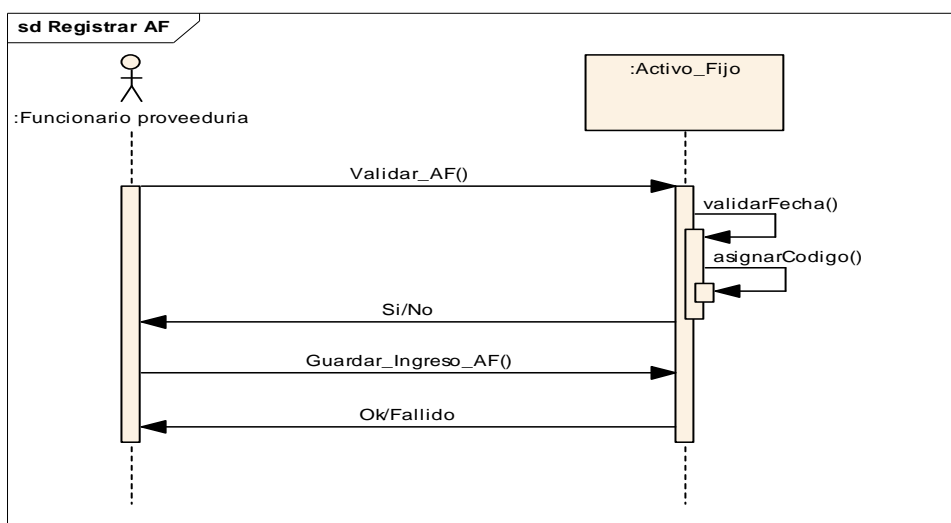 sd Registrar AF
:Funcionario proveeduria
:Activo_Fijo
Validar_AF()
validarFecha()
asignarCodigo()
Si/No
Guardar_Ingreso_AF()
Ok/Fallido